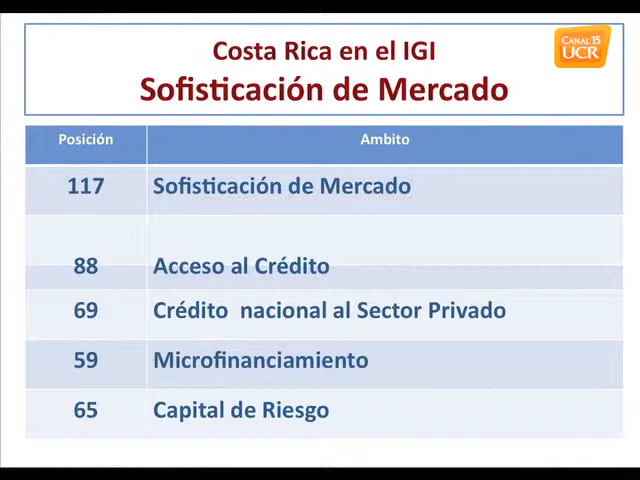 Costa Rica en el IGI
Sofisticación de Mercado
CANAL 15
UCR
Posición Ambito
117 Sofisticación de Mercado
88 Acceso al Crédito
69 Crédito nacional al Sector Privado
59 Microfinanciamiento
65 Capital de Riesgo